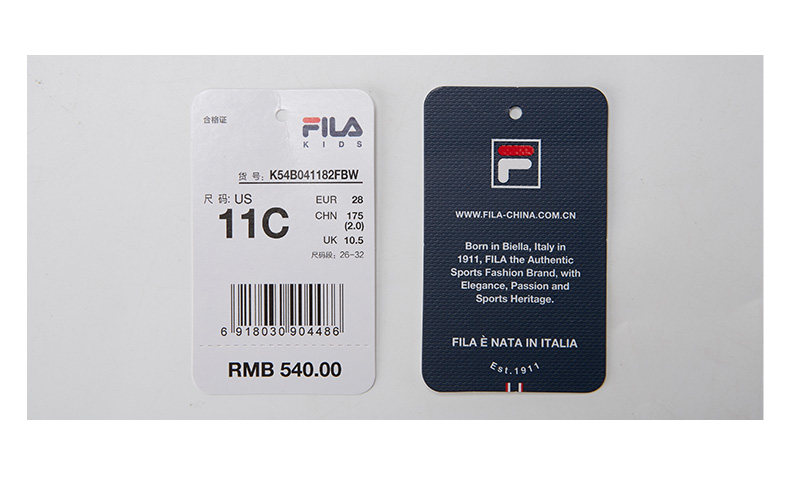 合格证
FILA
KIDS
货 号: K54B041182FBW
尺 码: US
11C
EUR 28
CHN 175
(2.0)
UK 10.5
尺码段: 26-32
6 918030 904486
RMB 540.00
F
WWW.FILA-CHINA.COM.CN
Born in Biella, Italy in
1911, FILA the Authentic
Sports Fashion Brand, with
Elegance, Passion and
Sports Heritage.
FILA È NATA IN ITALIA
Est.1911